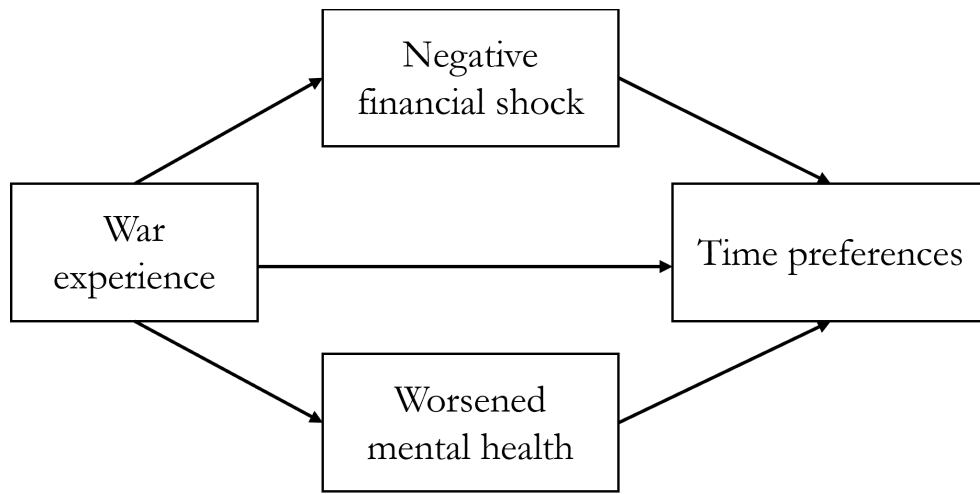 Negative
financial shock
War
experience
Time preferences
Worsened
mental health